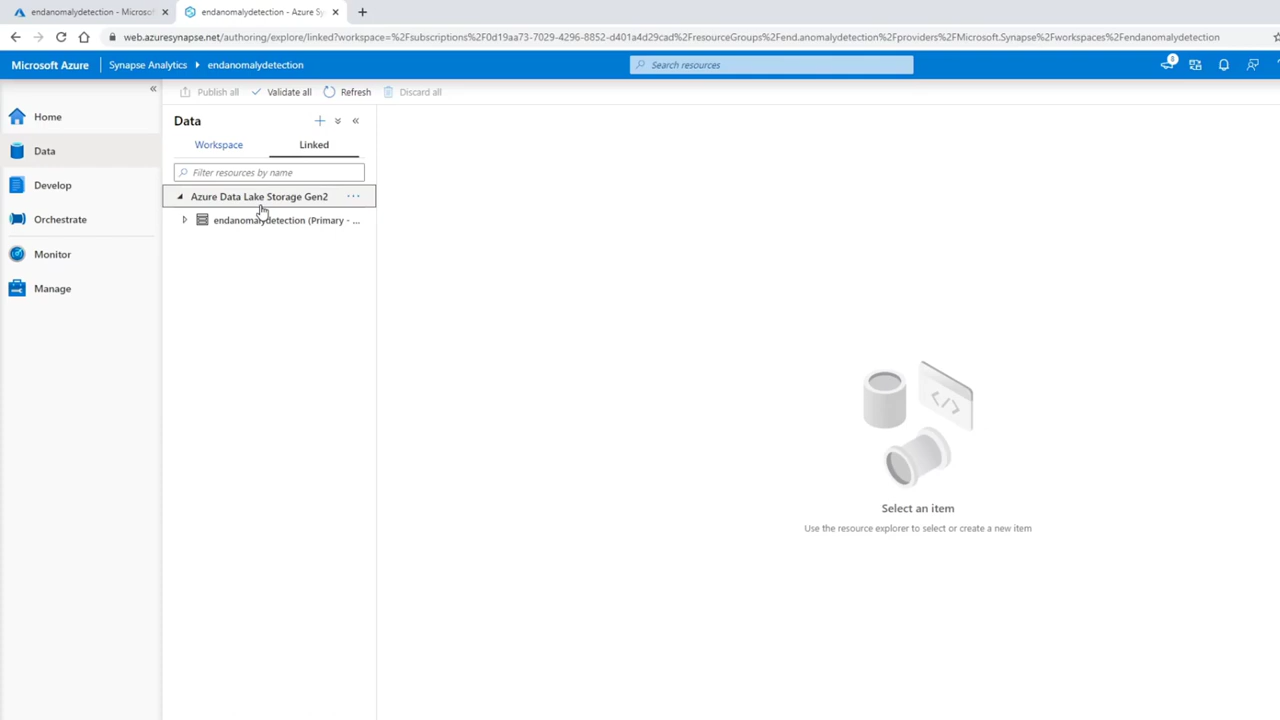 endanomalydetection - Microsof
endanomalydetection - Azure Sy
web.azuresynapse.net/authoring/explore/linked?workspace=%2Fsubscriptions%2F0d19aa73-7029-4296-8852-d401a4d29cad%2FresourceGroups%2Fend.anomalydetection%2Fproviders%2FMicrosoft.Synapse%2Fworkspaces%2Fendanomalydetection
Microsoft Azure
Synapse Analytics
endanomalydetection
Search resources
8
Publish all
Validate all
Refresh
Discard all
Home
Data
Develop
Orchestrate
Monitor
Manage
Data
Workspace
Linked
Filter resources by name
Azure Data Lake Storage Gen2
endanomalydetection (Primary - ...
</>
Select an item
Use the resource explorer to select or create a new item